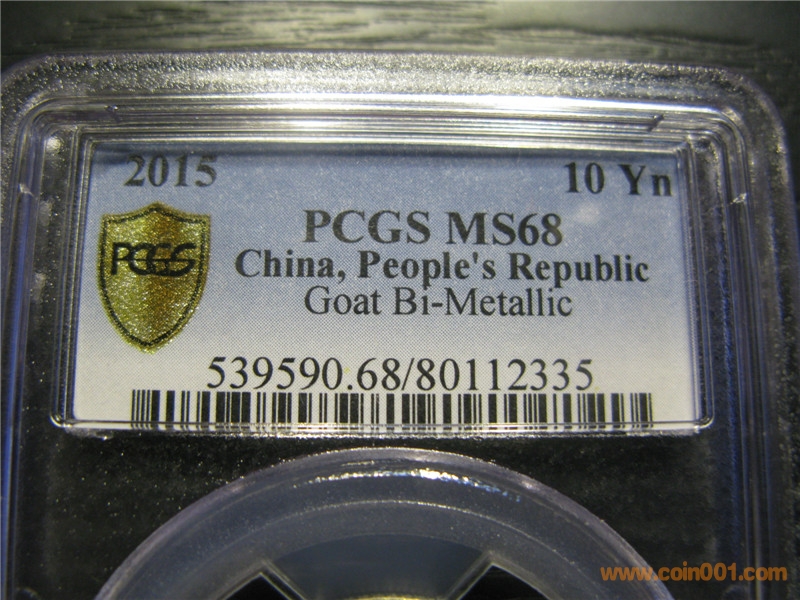 2015 10 Yn
PCGS MS68
PCGS
China, People's Republic
Goat Bi-Metallic
539590.68/80112335
www.coin001.com